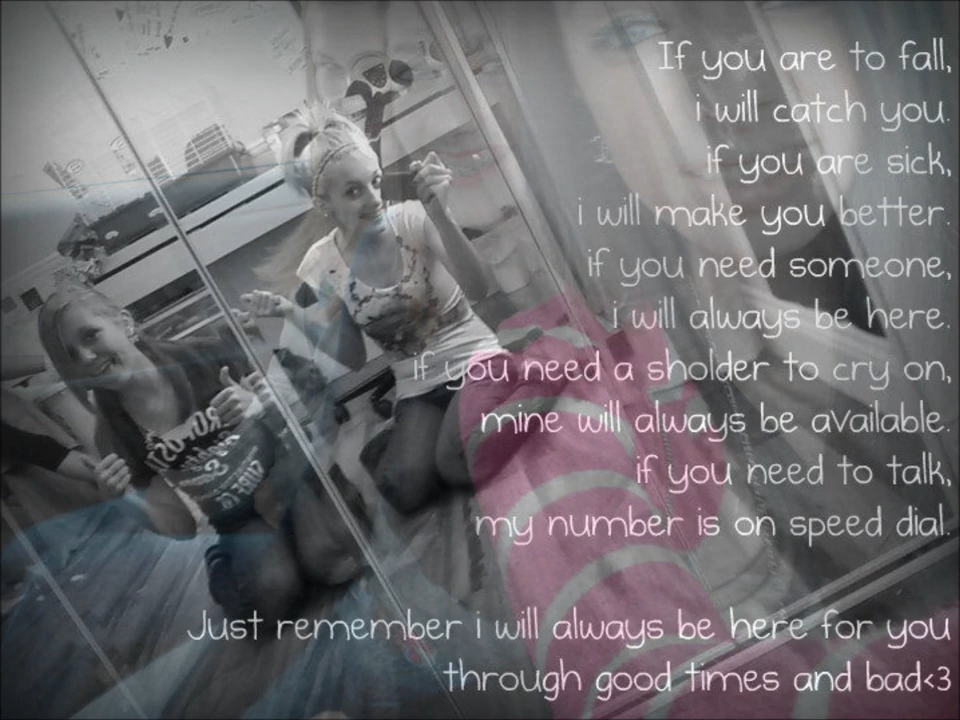 If you are to fall,
i will catch you.
if you are sick,
i will make you better.
if you need someone,
i will always be here.
if you need a sholder to cry on,
mine will always be available.
if you need to talk,
my number is on speed dial.
Just remember i will always be here for you
through good times and bad<3